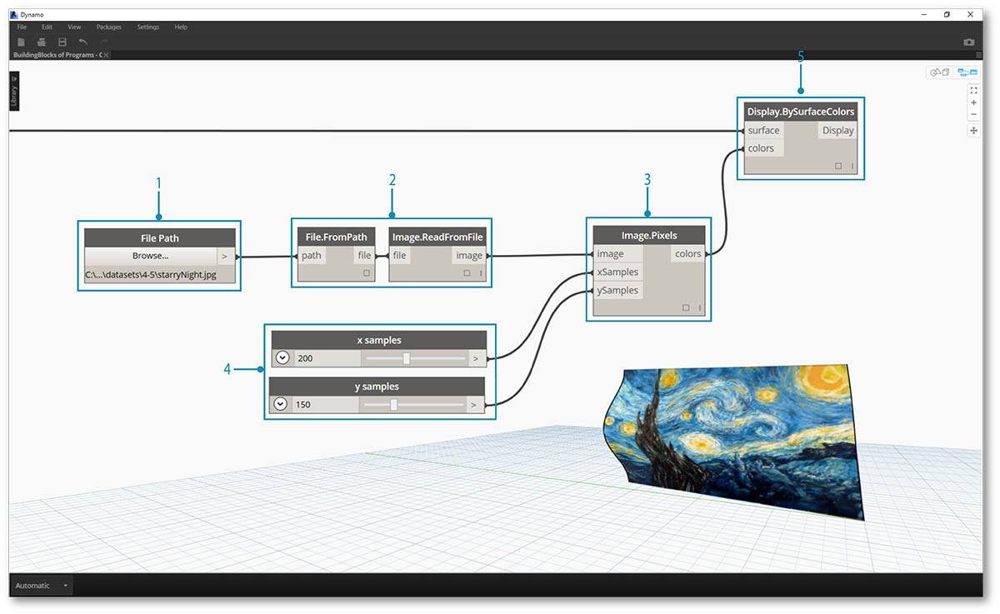 Dynamo
File Edit View Packages Settings Help
BuildingBlocks of Programs - C
Library
5
Display.BySurfaceColors
surface Display
colors
1
2
3
File Path
Browse... >
C:\...\datasets\4-5\starryNight.jpg
File.FromPath
path file
Image.ReadFromFile
file image
Image.Pixels
image colors
xSamples
ySamples
4
x samples
200 >
y samples
150 >
Automatic